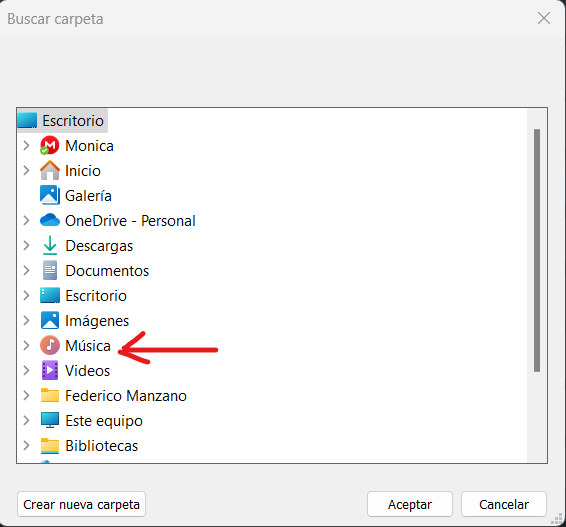 Buscar carpeta
Escritorio
Monica
Inicio
Galería
OneDrive - Personal
Descargas
Documentos
Escritorio
Imágenes
Música
Videos
Federico Manzano
Este equipo
Bibliotecas
Crear nueva carpeta
Aceptar
Cancelar